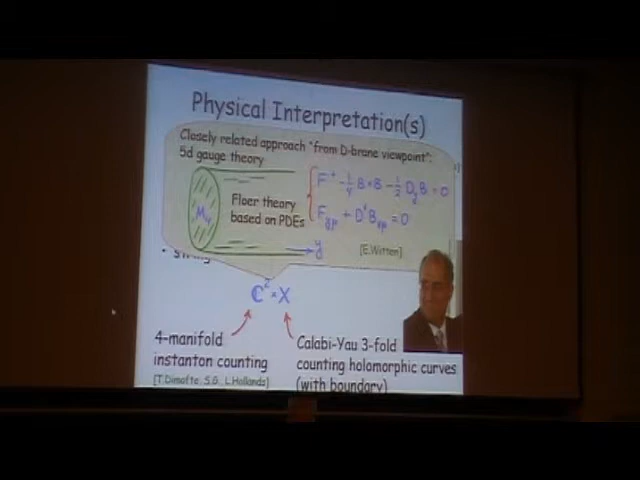 Physical Interpretation(s)
Closely related approach "from D-brane viewpoint":
5d gauge theory
Floer theory
based on PDEs
M₄
F⁺ - 1/4 B × B - 1/2 D_y B = 0
F_yμ + D^ν B_νμ = 0
y
[E.Witten]
C² × X
4-manifold
instanton counting
[T.Dimofte, S.G., L.Hollands]
Calabi-Yau 3-fold
counting holomorphic curves
(with boundary)